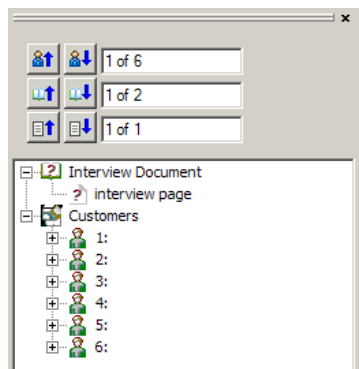 1 of 6
1 of 2
1 of 1
Interview Document
interview page
Customers
1:
2:
3:
4:
5:
6: